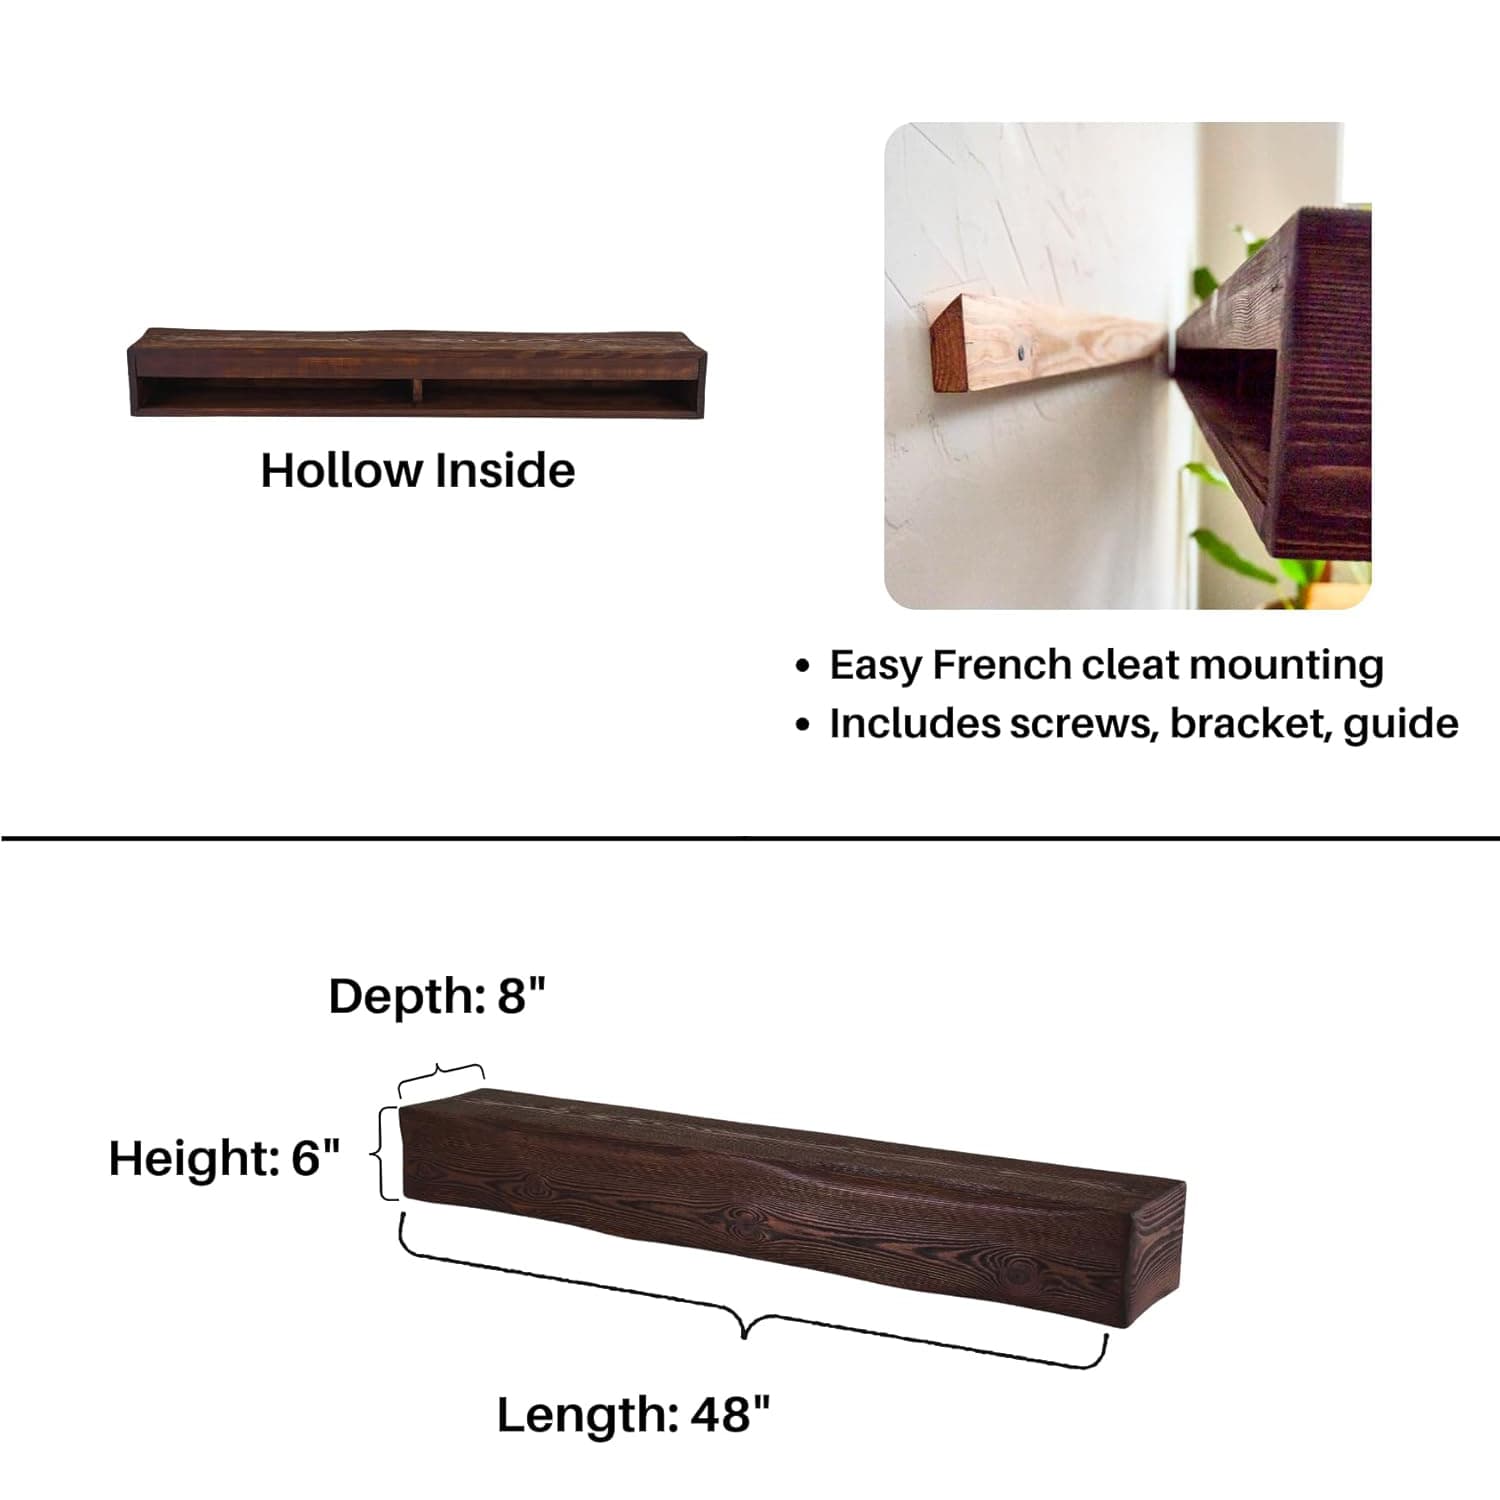 Hollow Inside
• Easy French cleat mounting
• Includes screws, bracket, guide
Depth: 8"
Height: 6"
Length: 48"